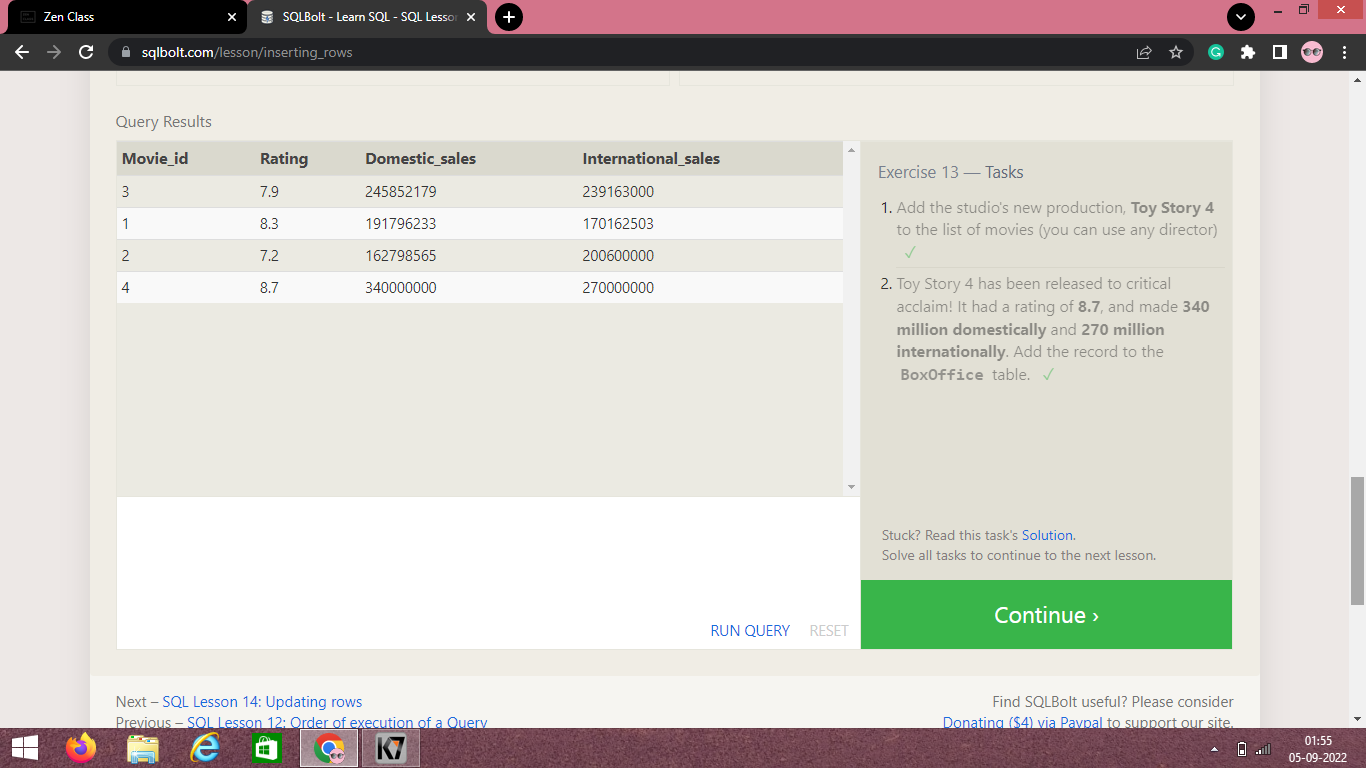 Zen Class
SQLBolt - Learn SQL - SQL Lesson
sqlbolt.com/lesson/inserting_rows
Query Results
Movie_id Rating Domestic_sales International_sales
3 7.9 245852179 239163000
1 8.3 191796233 170162503
2 7.2 162798565 200600000
4 8.7 340000000 270000000
RUN QUERY RESET
Exercise 13 — Tasks
1. Add the studio's new production, Toy Story 4
to the list of movies (you can use any director)
✓
2. Toy Story 4 has been released to critical
acclaim! It had a rating of 8.7, and made 340
million domestically and 270 million
internationally. Add the record to the
BoxOffice table. ✓
Stuck? Read this task's Solution.
Solve all tasks to continue to the next lesson.
Continue ›
Next – SQL Lesson 14: Updating rows
Previous – SQL Lesson 12: Order of execution of a Query
Find SQLBolt useful? Please consider
Donating ($4) via Paypal to support our site.
K7
01:55
05-09-2022